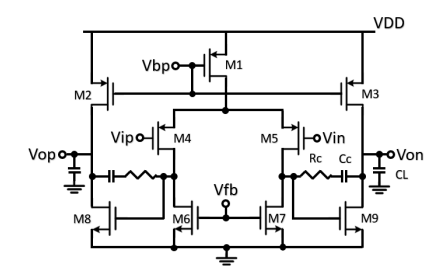 VDD
Vbp M1
M2 M3
Vip M4 M5 Vin
Vop Rc Cc Von
Vfb CL
M8 M6 M7 M9